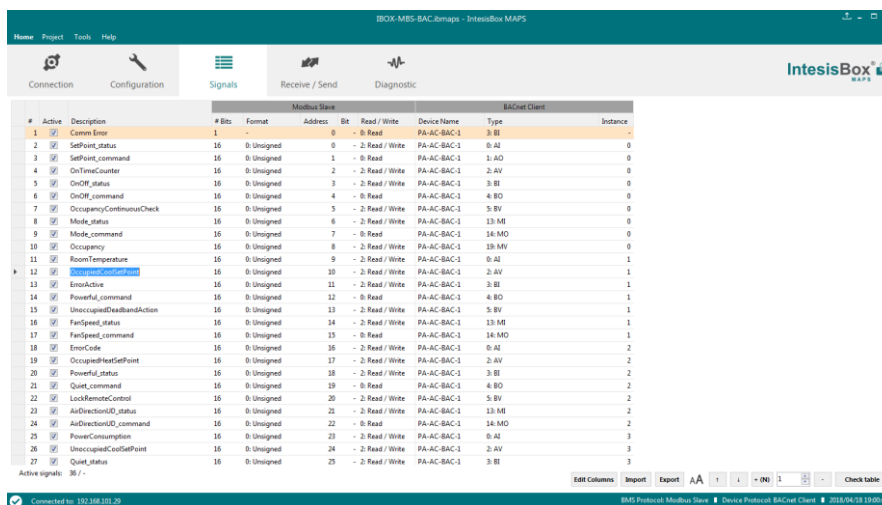 IBOX-MBS-BAC.ibmaps - IntesisBox MAPS
Home Project Tools Help
Connection Configuration Signals Receive / Send Diagnostic
IntesisBox®
MAPS
Modbus Slave BACnet Client
# Active Description # Bits Format Address Bit Read / Write Device Name Type Instance
1 Comm Error 1 - 0 - 0: Read PA-AC-BAC-1 3: BI -
2 SetPoint_status 16 0: Unsigned 0 - 2: Read / Write PA-AC-BAC-1 0: AI 0
3 SetPoint_command 16 0: Unsigned 1 - 0: Read PA-AC-BAC-1 1: AO 0
4 OnTimeCounter 16 0: Unsigned 2 - 2: Read / Write PA-AC-BAC-1 2: AV 0
5 OnOff_status 16 0: Unsigned 3 - 2: Read / Write PA-AC-BAC-1 3: BI 0
6 OnOff_command 16 0: Unsigned 4 - 0: Read PA-AC-BAC-1 4: BO 0
7 OccupancyContinuousCheck 16 0: Unsigned 5 - 2: Read / Write PA-AC-BAC-1 5: BV 0
8 Mode_status 16 0: Unsigned 6 - 2: Read / Write PA-AC-BAC-1 13: MI 0
9 Mode_command 16 0: Unsigned 7 - 0: Read PA-AC-BAC-1 14: MO 0
10 Occupancy 16 0: Unsigned 8 - 2: Read / Write PA-AC-BAC-1 19: MV 0
11 RoomTemperature 16 0: Unsigned 9 - 2: Read / Write PA-AC-BAC-1 0: AI 1
12 OccupiedCoolSetPoint 16 0: Unsigned 10 - 2: Read / Write PA-AC-BAC-1 2: AV 1
13 ErrorActive 16 0: Unsigned 11 - 2: Read / Write PA-AC-BAC-1 3: BI 1
14 Powerful_command 16 0: Unsigned 12 - 0: Read PA-AC-BAC-1 4: BO 1
15 UnoccupiedDeadbandAction 16 0: Unsigned 13 - 2: Read / Write PA-AC-BAC-1 5: BV 1
16 FanSpeed_status 16 0: Unsigned 14 - 2: Read / Write PA-AC-BAC-1 13: MI 1
17 FanSpeed_command 16 0: Unsigned 15 - 0: Read PA-AC-BAC-1 14: MO 1
18 ErrorCode 16 0: Unsigned 16 - 2: Read / Write PA-AC-BAC-1 0: AI 2
19 OccupiedHeatSetPoint 16 0: Unsigned 17 - 2: Read / Write PA-AC-BAC-1 2: AV 2
20 Powerful_status 16 0: Unsigned 18 - 2: Read / Write PA-AC-BAC-1 3: BI 2
21 Quiet_command 16 0: Unsigned 19 - 0: Read PA-AC-BAC-1 4: BO 2
22 LockRemoteControl 16 0: Unsigned 20 - 2: Read / Write PA-AC-BAC-1 5: BV 2
23 AirDirectionUD_status 16 0: Unsigned 21 - 2: Read / Write PA-AC-BAC-1 13: MI 2
24 AirDirectionUD_command 16 0: Unsigned 22 - 0: Read PA-AC-BAC-1 14: MO 2
25 PowerConsumption 16 0: Unsigned 23 - 2: Read / Write PA-AC-BAC-1 0: AI 3
26 UnoccupiedCoolSetPoint 16 0: Unsigned 24 - 2: Read / Write PA-AC-BAC-1 2: AV 3
27 Quiet_status 16 0: Unsigned 25 - 2: Read / Write PA-AC-BAC-1 3: BI 3
Active signals: 36 / -
Edit Columns Import Export AA ↑ ↓ + (N) 1 - Check table
Connected to: 192.168.101.29 BMS Protocol: Modbus Slave Device Protocol: BACnet Client 2018/04/18 19:00: